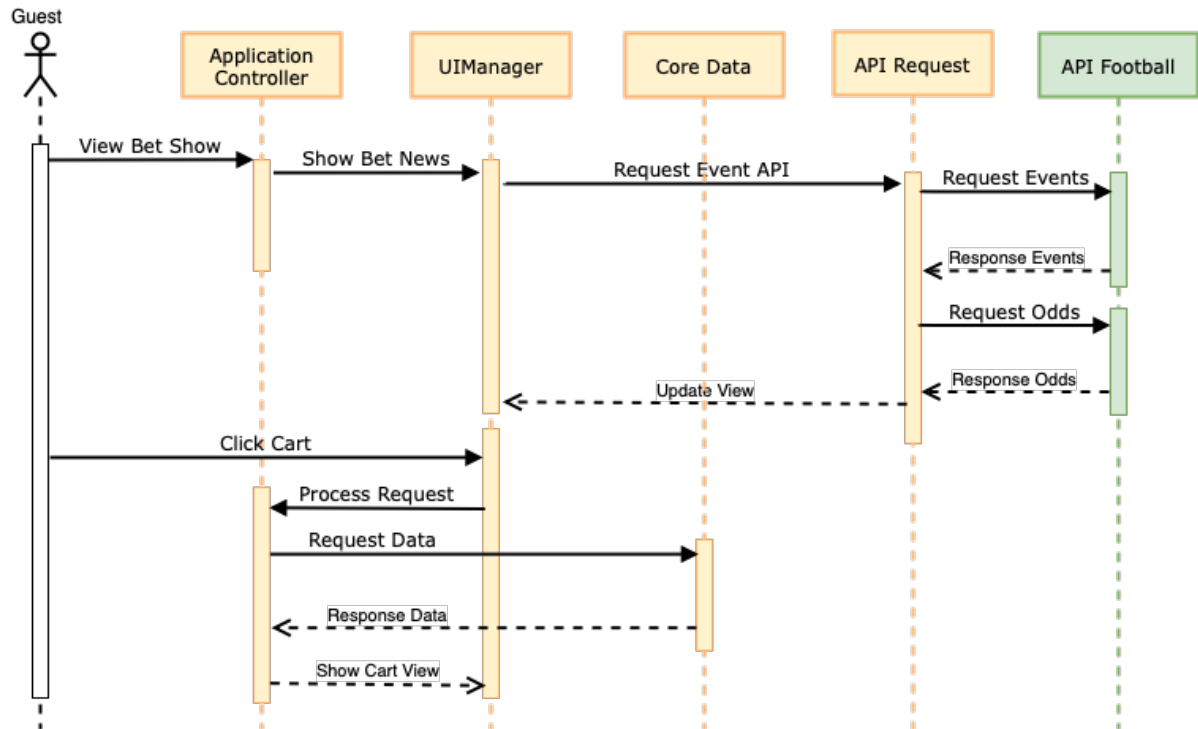 Guest
Application
Controller
UIManager
Core Data
API Request
API Football
View Bet Show
Show Bet News
Request Event API
Request Events
Response Events
Request Odds
Response Odds
Update View
Click Cart
Process Request
Request Data
Response Data
Show Cart View